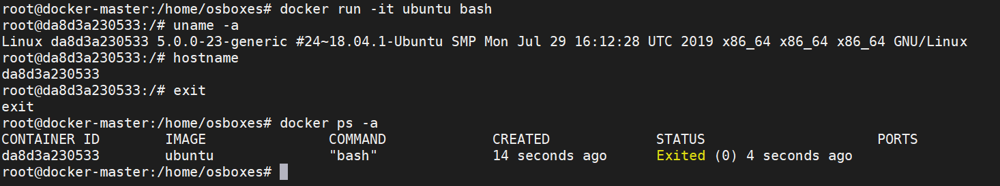 root@docker-master:/home/osboxes# docker run -it ubuntu bash
root@da8d3a230533:/# uname -a
Linux da8d3a230533 5.0.0-23-generic #24~18.04.1-Ubuntu SMP Mon Jul 29 16:12:28 UTC 2019 x86_64 x86_64 x86_64 GNU/Linux
root@da8d3a230533:/# hostname
da8d3a230533
root@da8d3a230533:/# exit
exit
root@docker-master:/home/osboxes# docker ps -a
CONTAINER ID        IMAGE               COMMAND             CREATED             STATUS                     PORTS
da8d3a230533        ubuntu              "bash"              14 seconds ago      Exited (0) 4 seconds ago
root@docker-master:/home/osboxes#